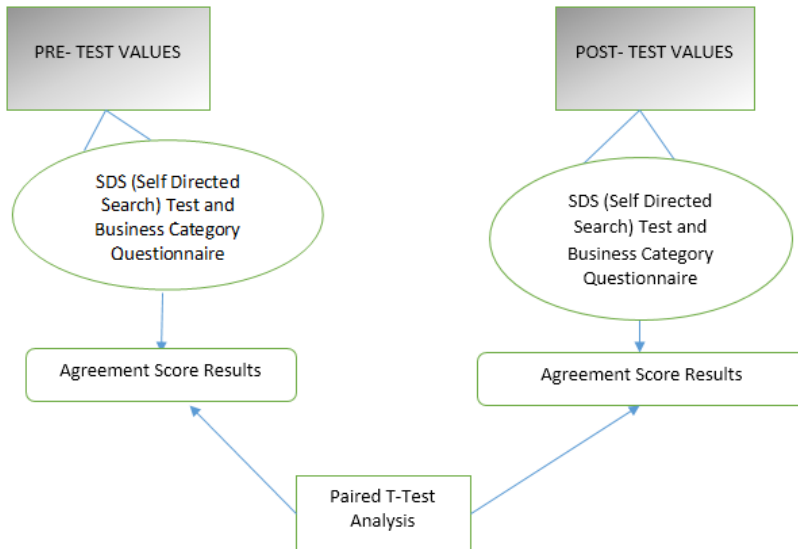 PRE- TEST VALUES
POST- TEST VALUES
SDS (Self Directed
Search) Test and
Business Category
Questionnaire
SDS (Self Directed
Search) Test and
Business Category
Questionnaire
Agreement Score Results
Agreement Score Results
Paired T-Test
Analysis